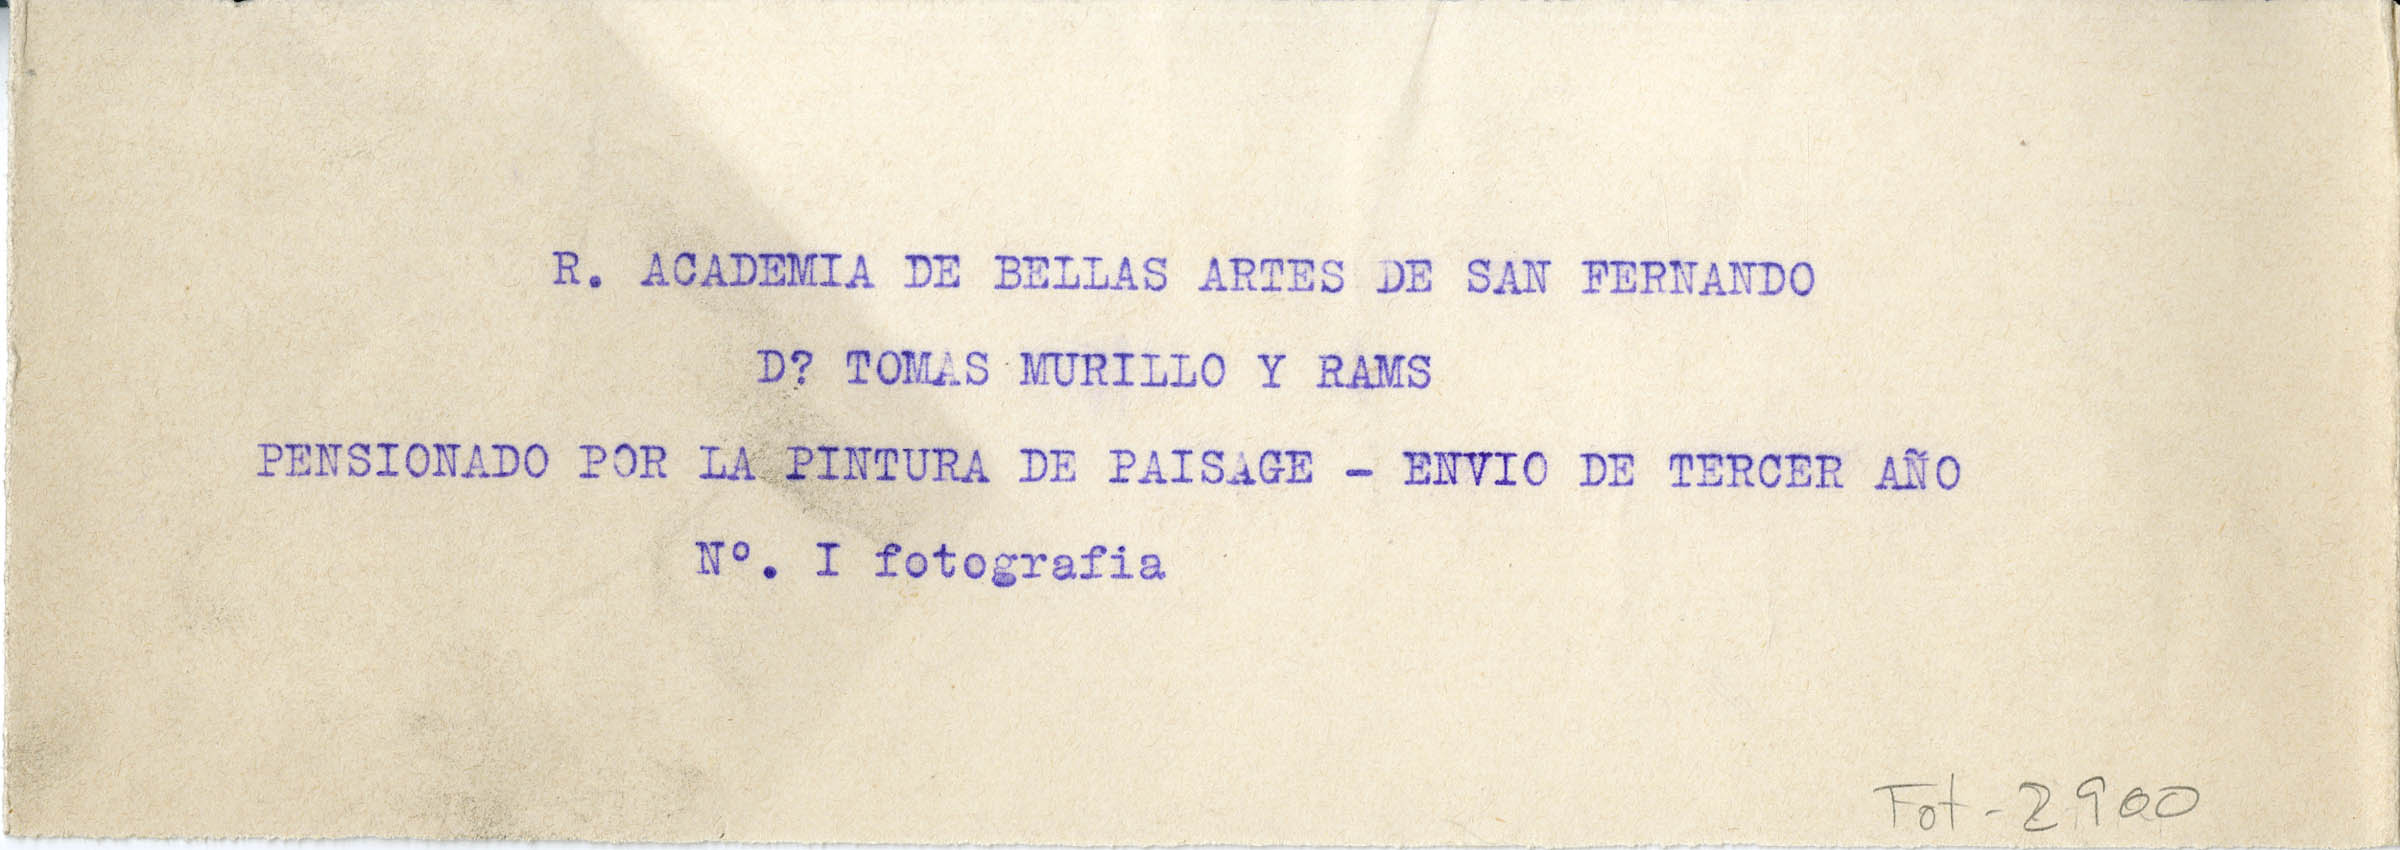 R. ACADEMIA DE BELLAS ARTES DE SAN FERNANDO
D? TOMAS MURILLO Y RAMS
PENSIONADO POR LA PINTURA DE PAISAGE - ENVIO DE TERCER AÑO
Nº. I fotografia
Fot - 2900